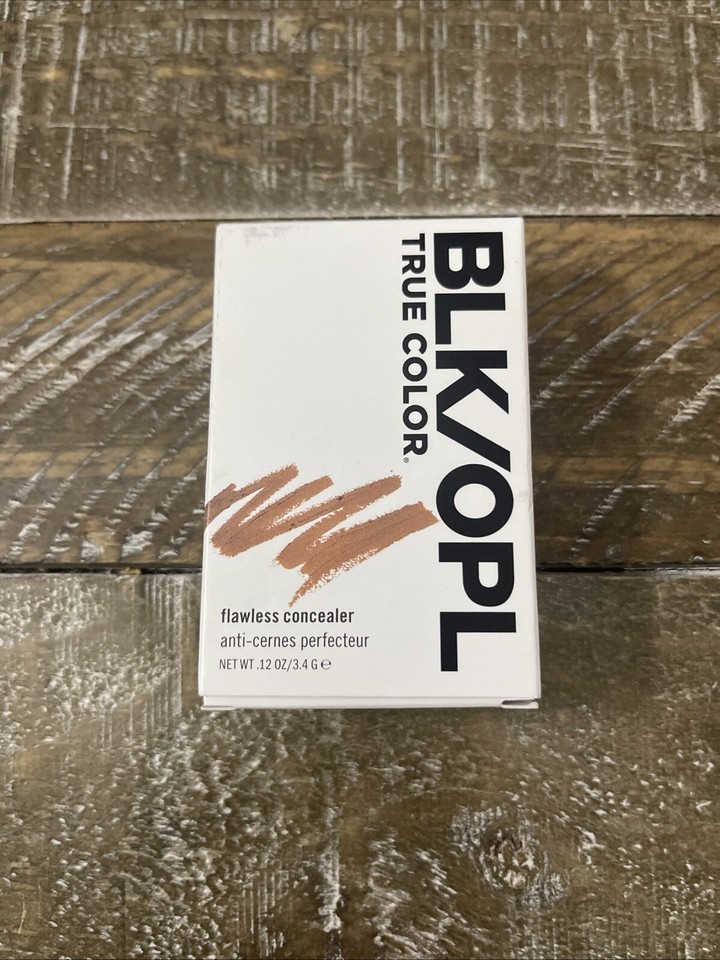 BLK/OPL
TRUE COLOR®
flawless concealer
anti-cernes perfecteur
NET WT .12 OZ/3.4 G ℮